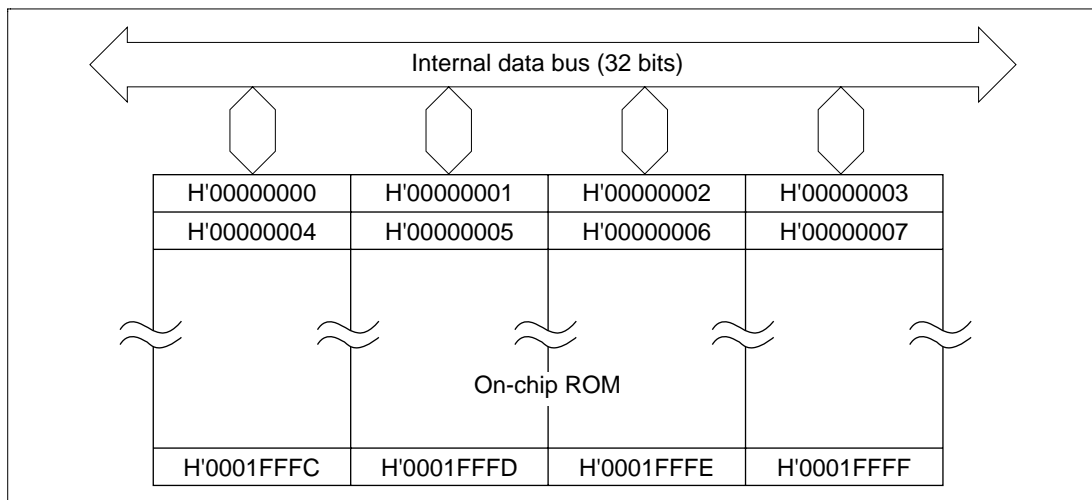 Internal data bus (32 bits)
H'00000000 H'00000001 H'00000002 H'00000003
H'00000004 H'00000005 H'00000006 H'00000007
On-chip ROM
H'0001FFFC H'0001FFFD H'0001FFFE H'0001FFFF